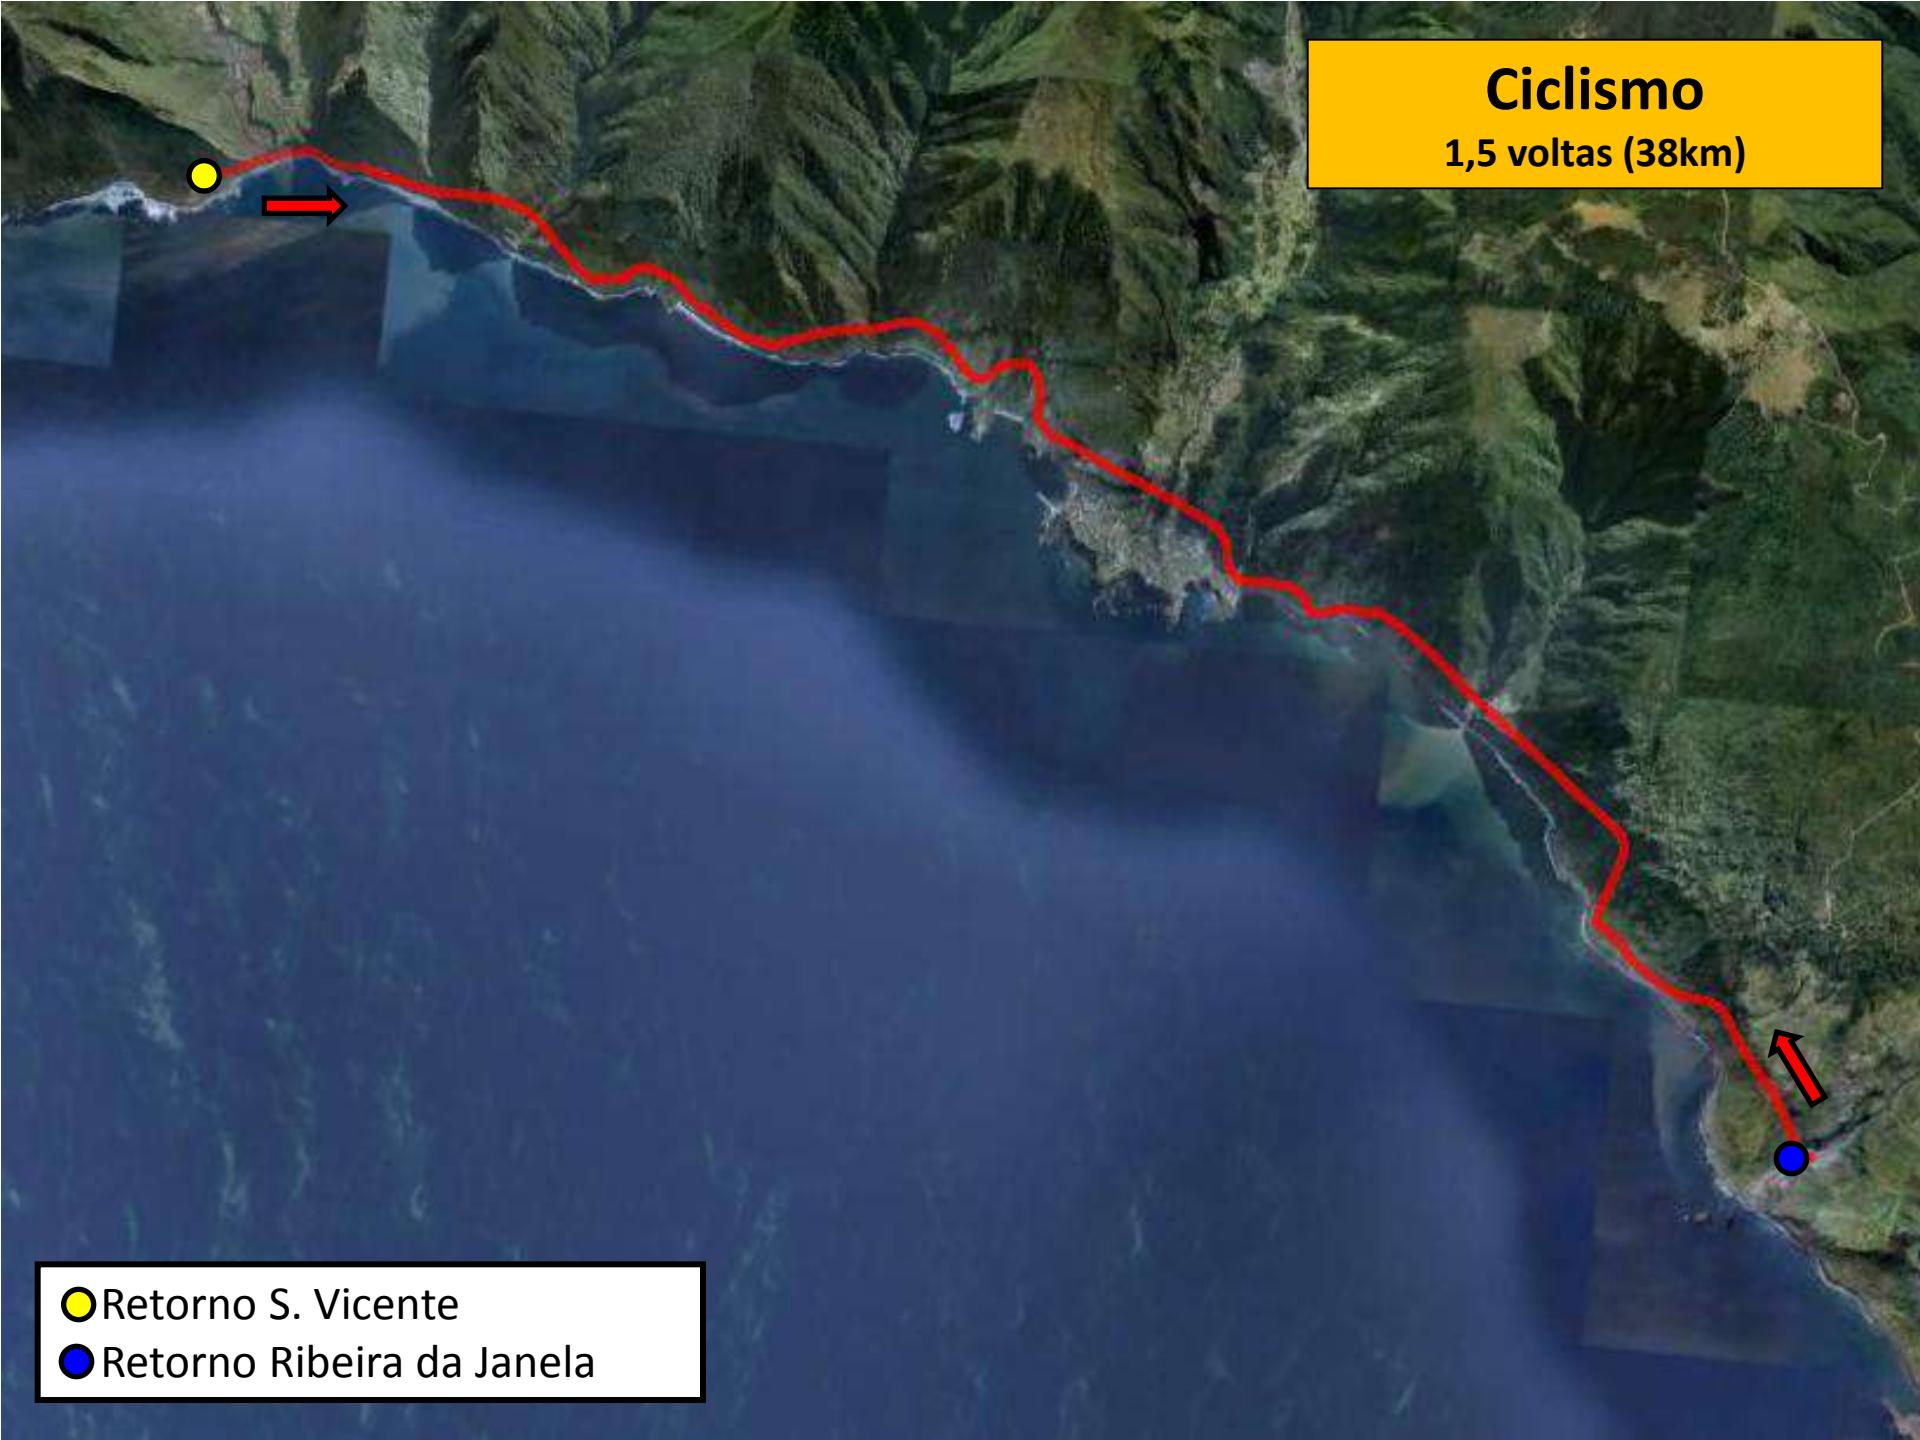 Ciclismo
1,5 voltas (38km)
Retorno S. Vicente
Retorno Ribeira da Janela